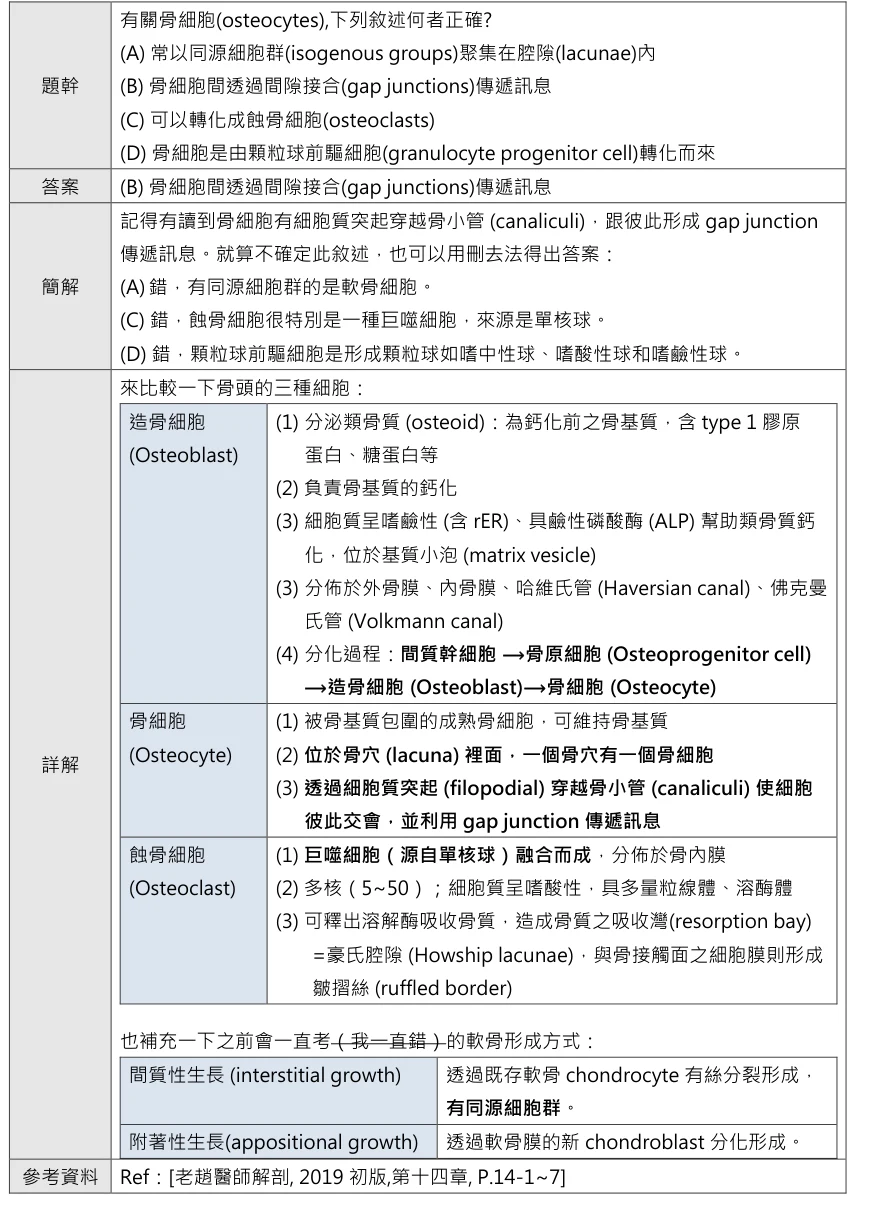 題幹
有關骨細胞(osteocytes),下列敘述何者正確?
(A) 常以同源細胞群(isogenous groups)聚集在腔隙(lacunae)內
(B) 骨細胞間透過間隙接合(gap junctions)傳遞訊息
(C) 可以轉化成蝕骨細胞(osteoclasts)
(D) 骨細胞是由顆粒球前驅細胞(granulocyte progenitor cell)轉化而來
答案
(B) 骨細胞間透過間隙接合(gap junctions)傳遞訊息
簡解
記得有讀到骨細胞有細胞質突起穿越骨小管 (canaliculi)，跟彼此形成 gap junction
傳遞訊息。就算不確定此敘述，也可以用刪去法得出答案：
(A) 錯，有同源細胞群的是軟骨細胞。
(C) 錯，蝕骨細胞很特別是一種巨噬細胞，來源是單核球。
(D) 錯，顆粒球前驅細胞是形成顆粒球如嗜中性球、嗜酸性球和嗜鹼性球。
詳解
來比較一下骨頭的三種細胞：
造骨細胞
(Osteoblast)
(1) 分泌類骨質 (osteoid)：為鈣化前之骨基質，含 type 1 膠原
蛋白、糖蛋白等
(2) 負責骨基質的鈣化
(3) 細胞質呈嗜鹼性 (含 rER)、具鹼性磷酸酶 (ALP) 幫助類骨質鈣
化，位於基質小泡 (matrix vesicle)
(3) 分佈於外骨膜、內骨膜、哈維氏管 (Haversian canal)、佛克曼
氏管 (Volkmann canal)
(4) 分化過程：間質幹細胞 →骨原細胞 (Osteoprogenitor cell)
→造骨細胞 (Osteoblast)→骨細胞 (Osteocyte)
骨細胞
(Osteocyte)
(1) 被骨基質包圍的成熟骨細胞，可維持骨基質
(2) 位於骨穴 (lacuna) 裡面，一個骨穴有一個骨細胞
(3) 透過細胞質突起 (filopodial) 穿越骨小管 (canaliculi) 使細胞
彼此交會，並利用 gap junction 傳遞訊息
蝕骨細胞
(Osteoclast)
(1) 巨噬細胞（源自單核球）融合而成，分佈於骨內膜
(2) 多核（5~50）；細胞質呈嗜酸性，具多量粒線體、溶酶體
(3) 可釋出溶解酶吸收骨質，造成骨質之吸收灣(resorption bay)
=豪氏腔隙 (Howship lacunae)，與骨接觸面之細胞膜則形成
皺摺絲 (ruffled border)
也補充一下之前會一直考（我一直錯）的軟骨形成方式：
間質性生長 (interstitial growth)
透過既存軟骨 chondrocyte 有絲分裂形成，
有同源細胞群。
附著性生長(appositional growth)
透過軟骨膜的新 chondroblast 分化形成。
參考資料
Ref：[老趙醫師解剖, 2019 初版,第十四章, P.14-1~7]